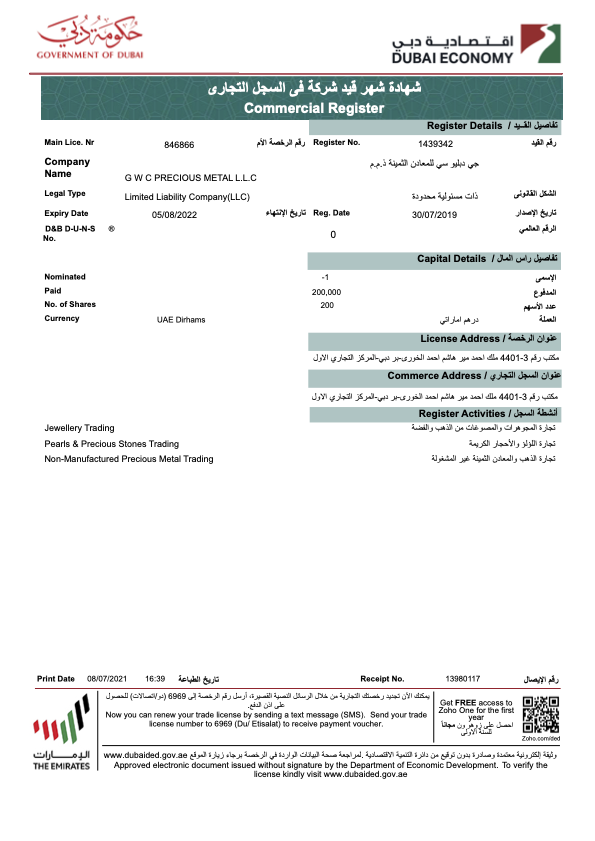 حكومة دبي
GOVERNMENT OF DUBAI
اقـتـصـاديـة دبي
DUBAI ECONOMY
شهادة شهر قيد شركة فى السجل التجارى
Commercial Register
Register Details / تفاصيل القـيـد
Main Lice. Nr 846866 رقم الرخصة الأم Register No. 1439342 رقم القيد
Company Name G W C PRECIOUS METAL L.L.C جي دبليو سي للمعادن الثمينة ذ.م.م
Legal Type Limited Liability Company(LLC) ذات مسئولية محدودة الشكل القانونى
Expiry Date 05/08/2022 تاريخ الإنتهاء Reg. Date 30/07/2019 تاريخ الإصدار
D&B D-U-N-S ® No. 0 الرقم العالمي
Capital Details / تفاصيل راس المال
Nominated -1 الإسمى
Paid 200,000 المدفوع
No. of Shares 200 عدد الأسهم
Currency UAE Dirhams درهم اماراتي العملة
License Address / عنوان الرخصة
مكتب رقم 3-4401 ملك احمد مير هاشم احمد الخورى-بر دبي-المركز التجاري الاول
Commerce Address / عنوان السجل التجاري
مكتب رقم 3-4401 ملك احمد مير هاشم احمد الخورى-بر دبي-المركز التجاري الاول
Register Activities / أنشطة السجل
Jewellery Trading تجارة المجوهرات والمصوغات من الذهب والفضة
Pearls & Precious Stones Trading تجارة اللؤلؤ والأحجار الكريمة
Non-Manufactured Precious Metal Trading تجارة الذهب والمعادن الثمينة غير المشغولة
Print Date 08/07/2021 16:39 تاريخ الطباعة Receipt No. 13980117 رقم الإيصال
يمكنك الأن تجديد رخصتك التجارية من خلال الرسائل النصية القصيرة، أرسل رقم الرخصة إلى 6969 (دو/اتصالات) للحصول
على اذن الدفع.
Now you can renew your trade license by sending a text message (SMS). Send your trade
license number to 6969 (Du/ Etisalat) to receive payment voucher.
Get FREE access to
Zoho One for the first
year
احصل على زوهو ون مجاناً
للسنة الأولى
Zoho.com/ded
الإمـــارات
THE EMIRATES
وثيقة إلكترونية معتمدة وصادرة بدون توقيع من دائرة التنمية الاقتصادية .لمراجعة صحة البيانات الواردة في الرخصة برجاء زيارة الموقع www.dubaided.gov.ae
Approved electronic document issued without signature by the Department of Economic Development. To verify the
license kindly visit www.dubaided.gov.ae